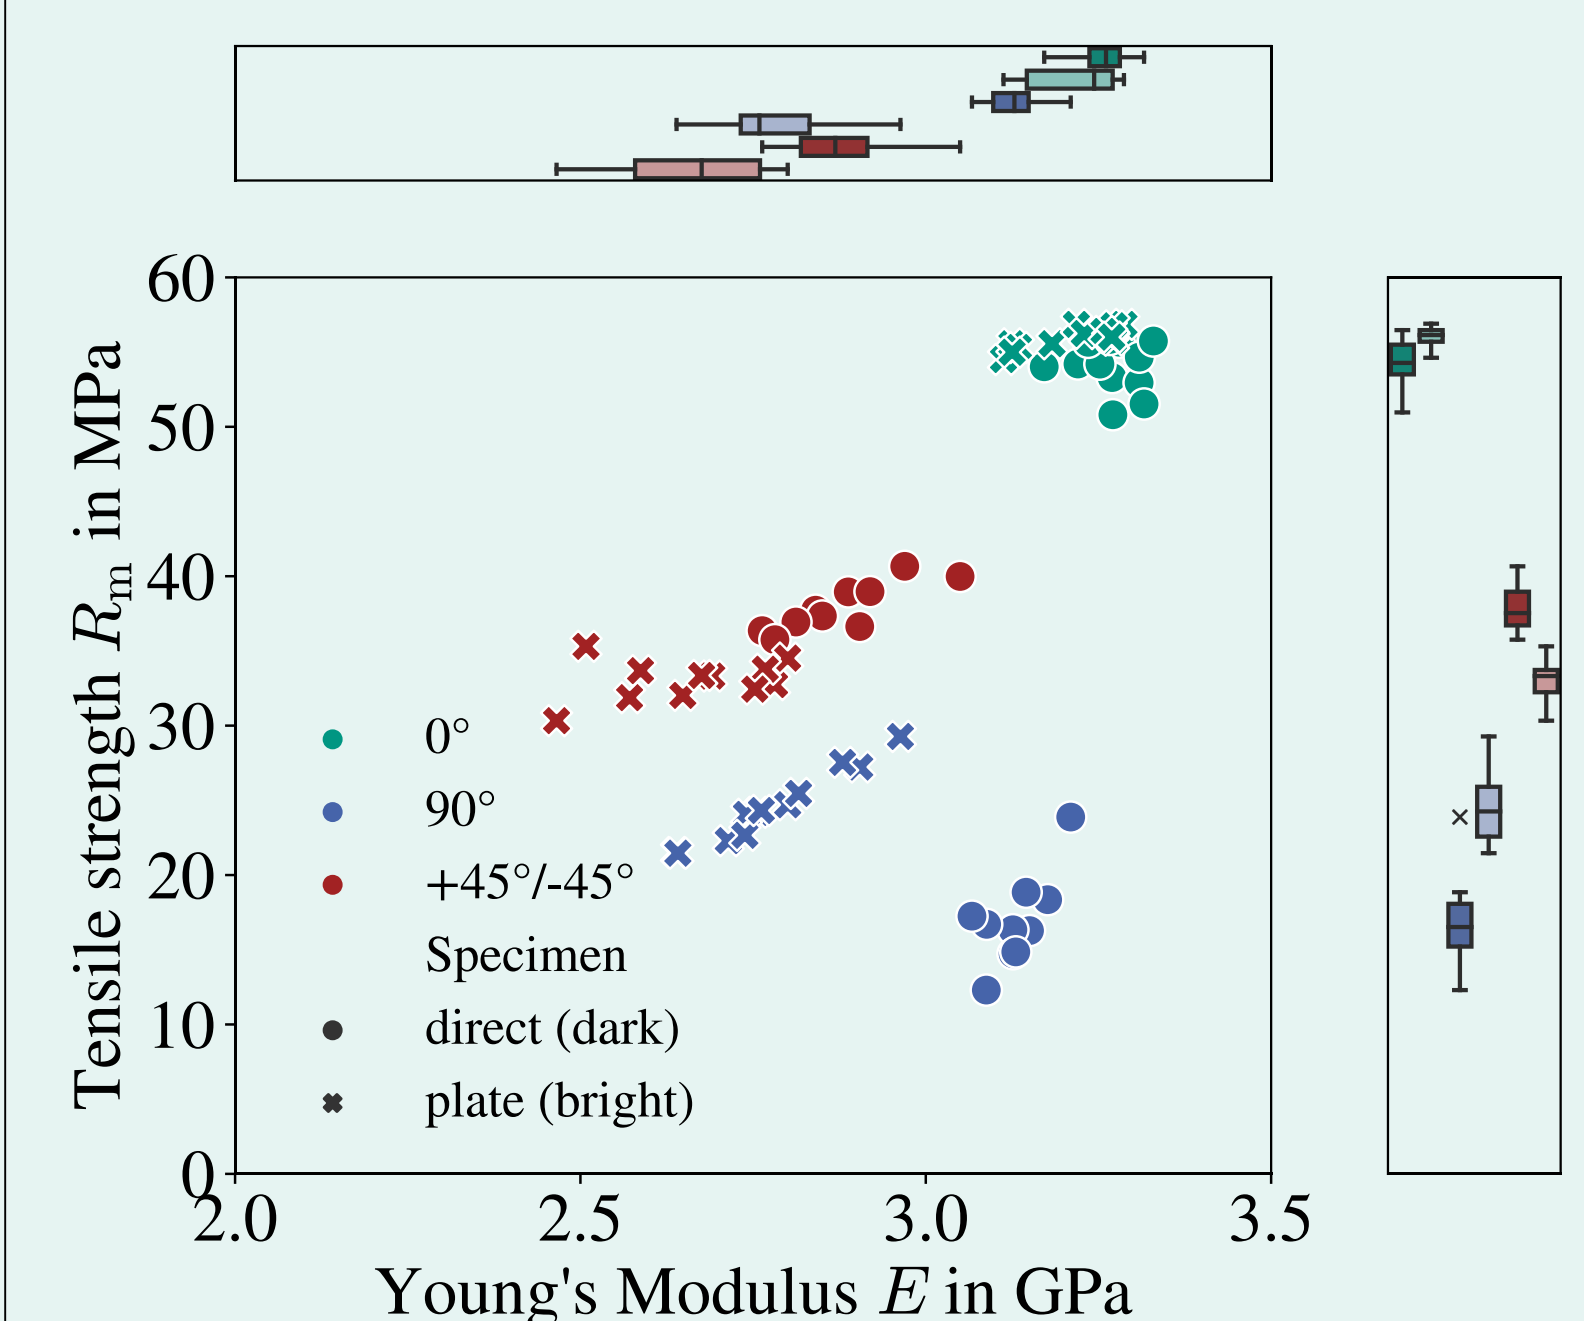 60
50
40
30
20
10
0
Tensile strength Rm in MPa
0°
90°
+45°/-45°
Specimen
direct (dark)
plate (bright)
2.0 2.5 3.0 3.5
Young's Modulus E in GPa